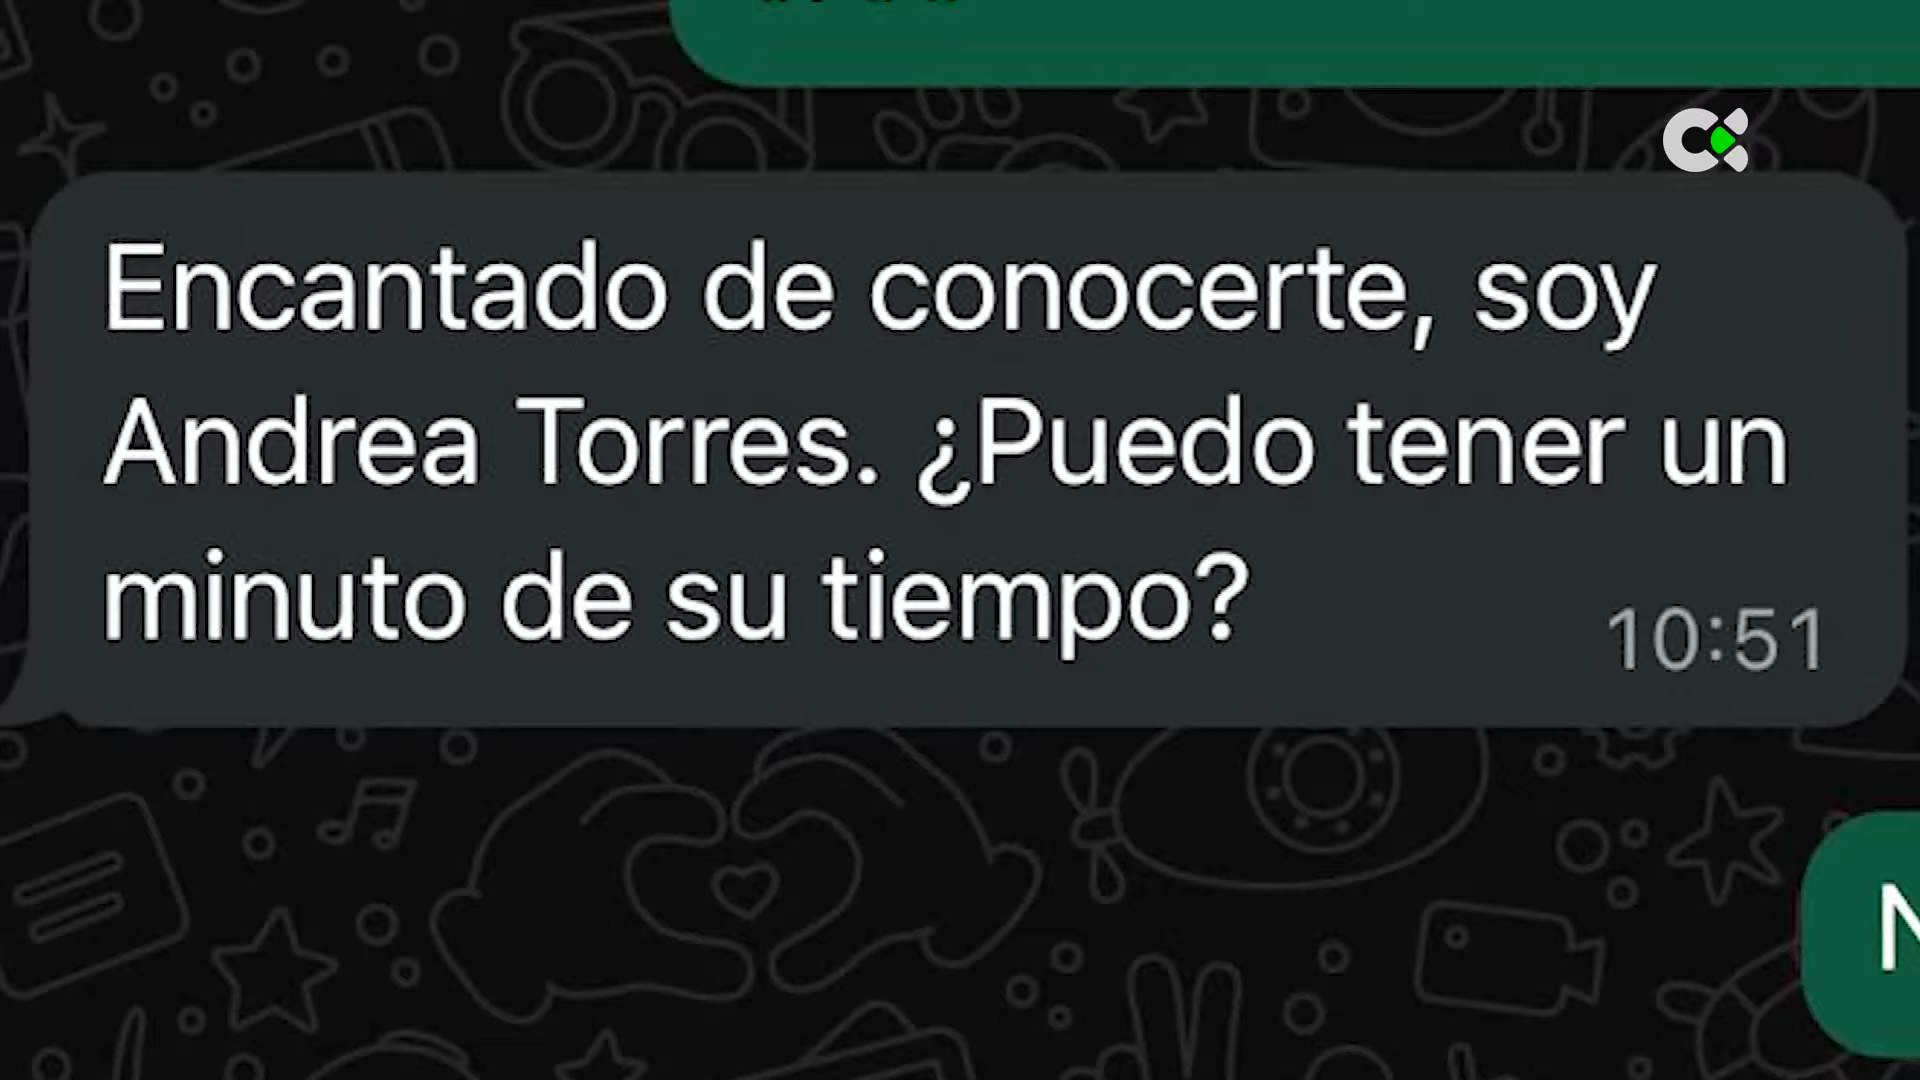 Encantado de conocerte, soy
Andrea Torres. ¿Puedo tener un
minuto de su tiempo?
10:51
N